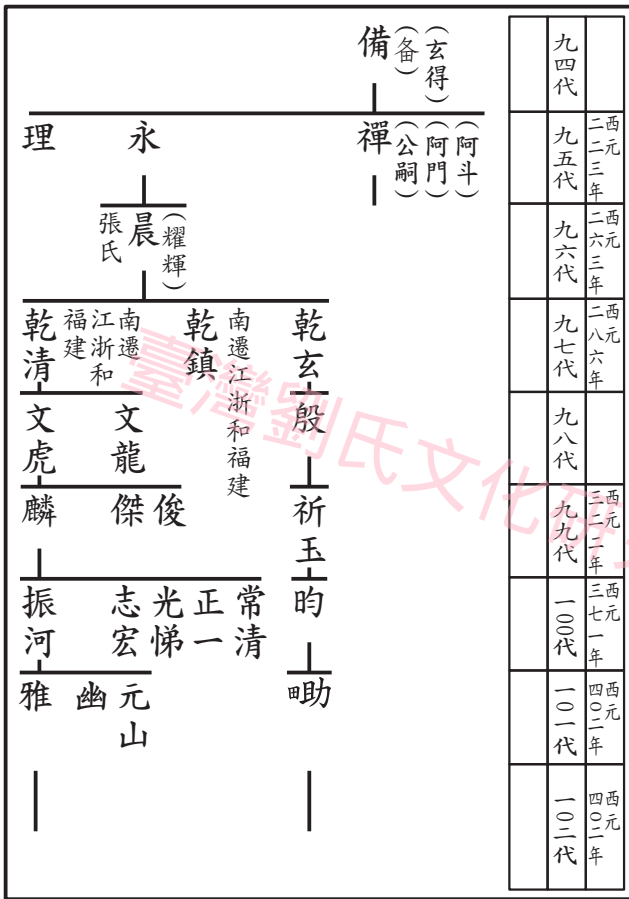 九四代
(玄得)
(备)
備
西元
二二三年
九五代
(阿斗)
(阿門)
(公嗣)
禪
永
理
西元
二六三年
九六代
(耀輝)
晨
張氏
西元
二八六年
九七代
乾玄
南遷江浙和福建
乾鎮
南遷
江浙和
福建
乾清
九八代
殷
文龍
文虎
西元
三二二年
九九代
祈玉
俊
傑
麟
西元
三七一年
一〇〇代
昀
常清
正一
光悌
志宏
振河
西元
四〇二年
一〇一代
元山
幽
雅
西元
四〇二年
一〇二代
臺灣劉氏文化研